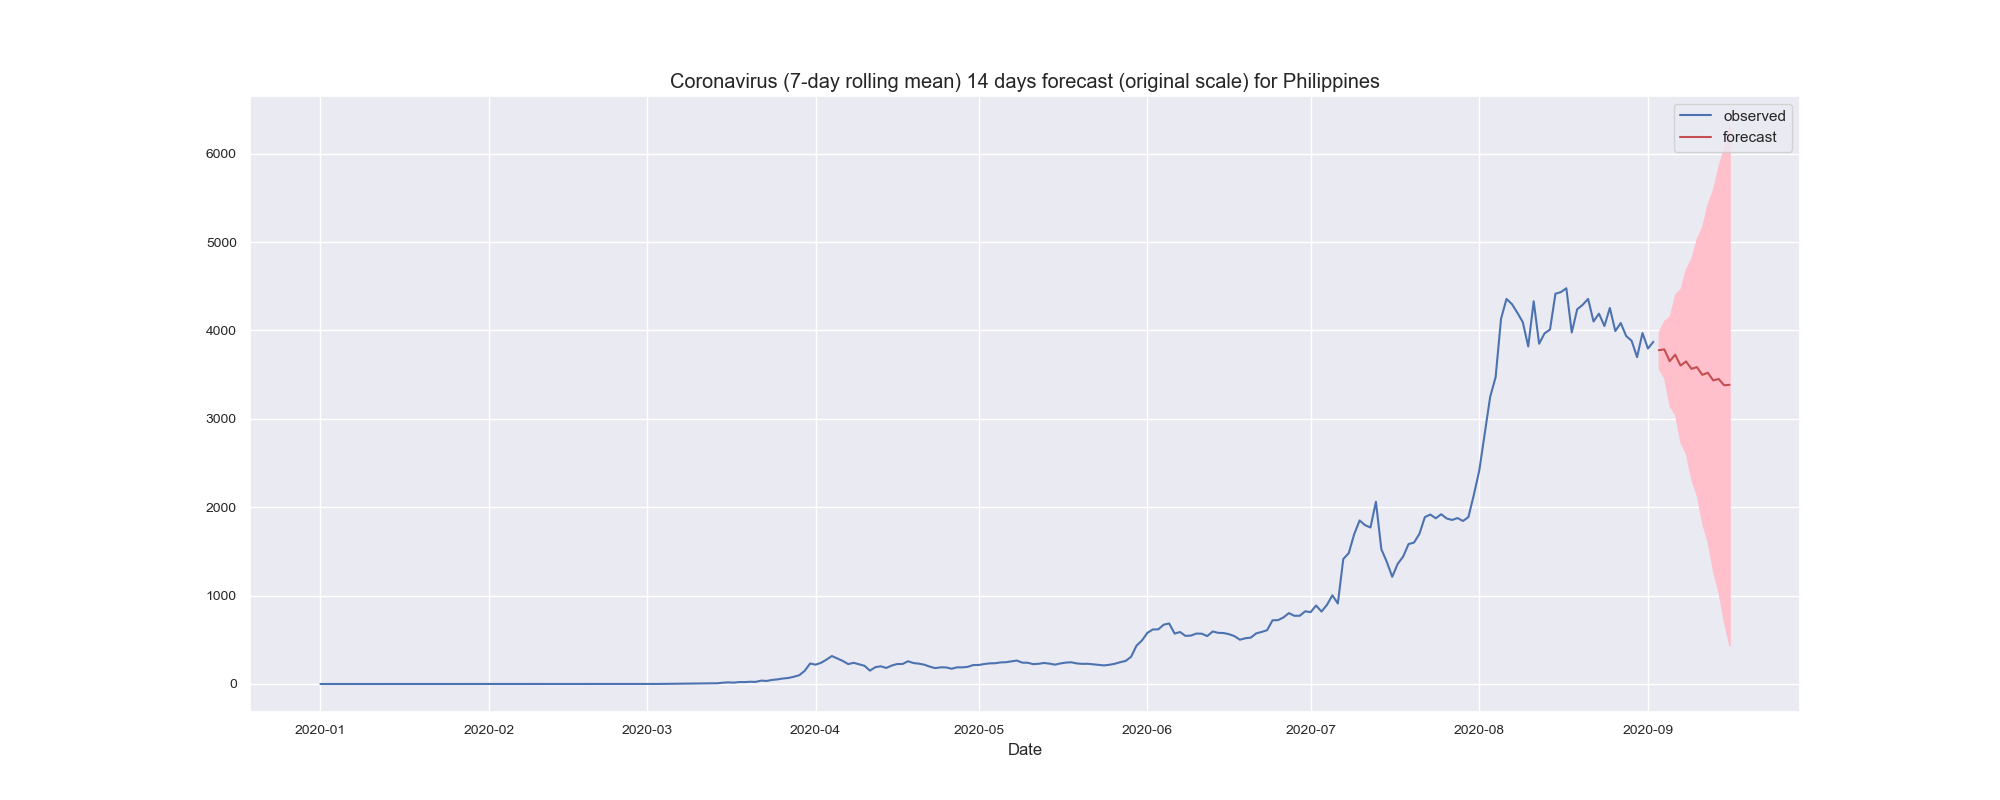 Coronavirus (7-day rolling mean) 14 days forecast (original scale) for Philippines
observed
forecast
6000
5000
4000
3000
2000
1000
0
2020-01 2020-02 2020-03 2020-04 2020-05 2020-06 2020-07 2020-08 2020-09
Date